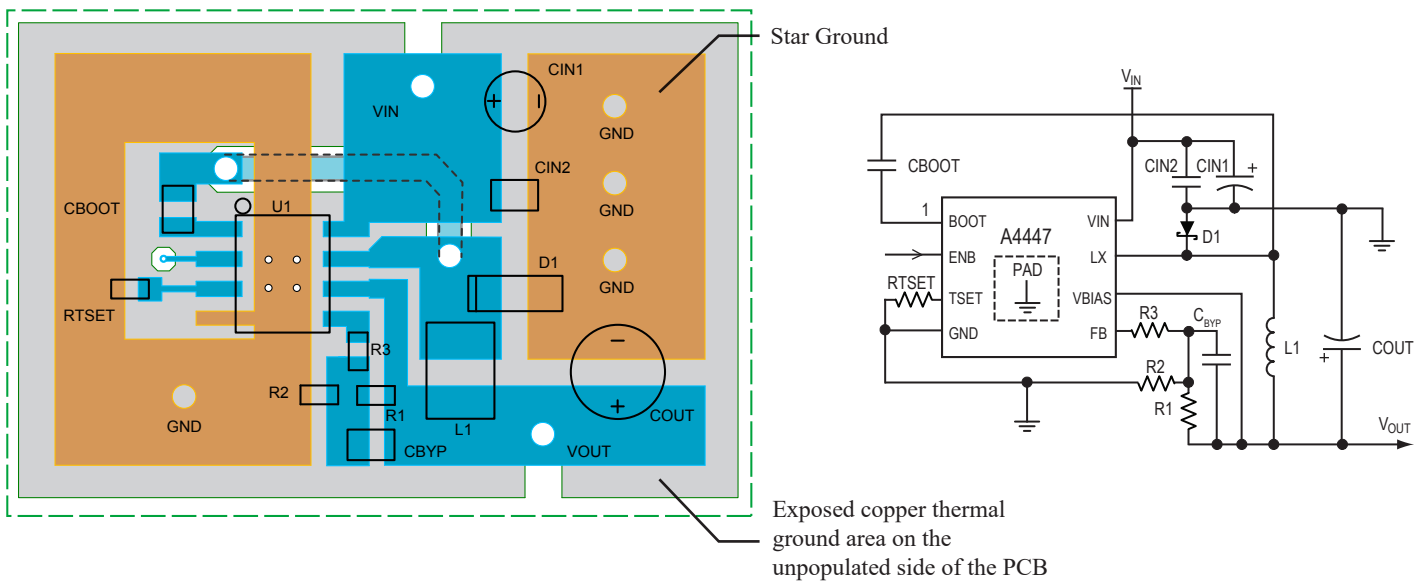 Star Ground
CIN1
VIN
GND
CIN2
GND
CBOOT
U1
D1
GND
RTSET
R3
R2
R1
COUT
GND
L1
CBYP
VOUT
Exposed copper thermal
ground area on the
unpopulated side of the PCB
VIN
CBOOT
CIN2
CIN1
+
1
BOOT
VIN
A4447
D1
ENB
LX
PAD
RTSET
TSET
VBIAS
R3
CBYP
GND
FB
L1
COUT
+
R2
R1
VOUT